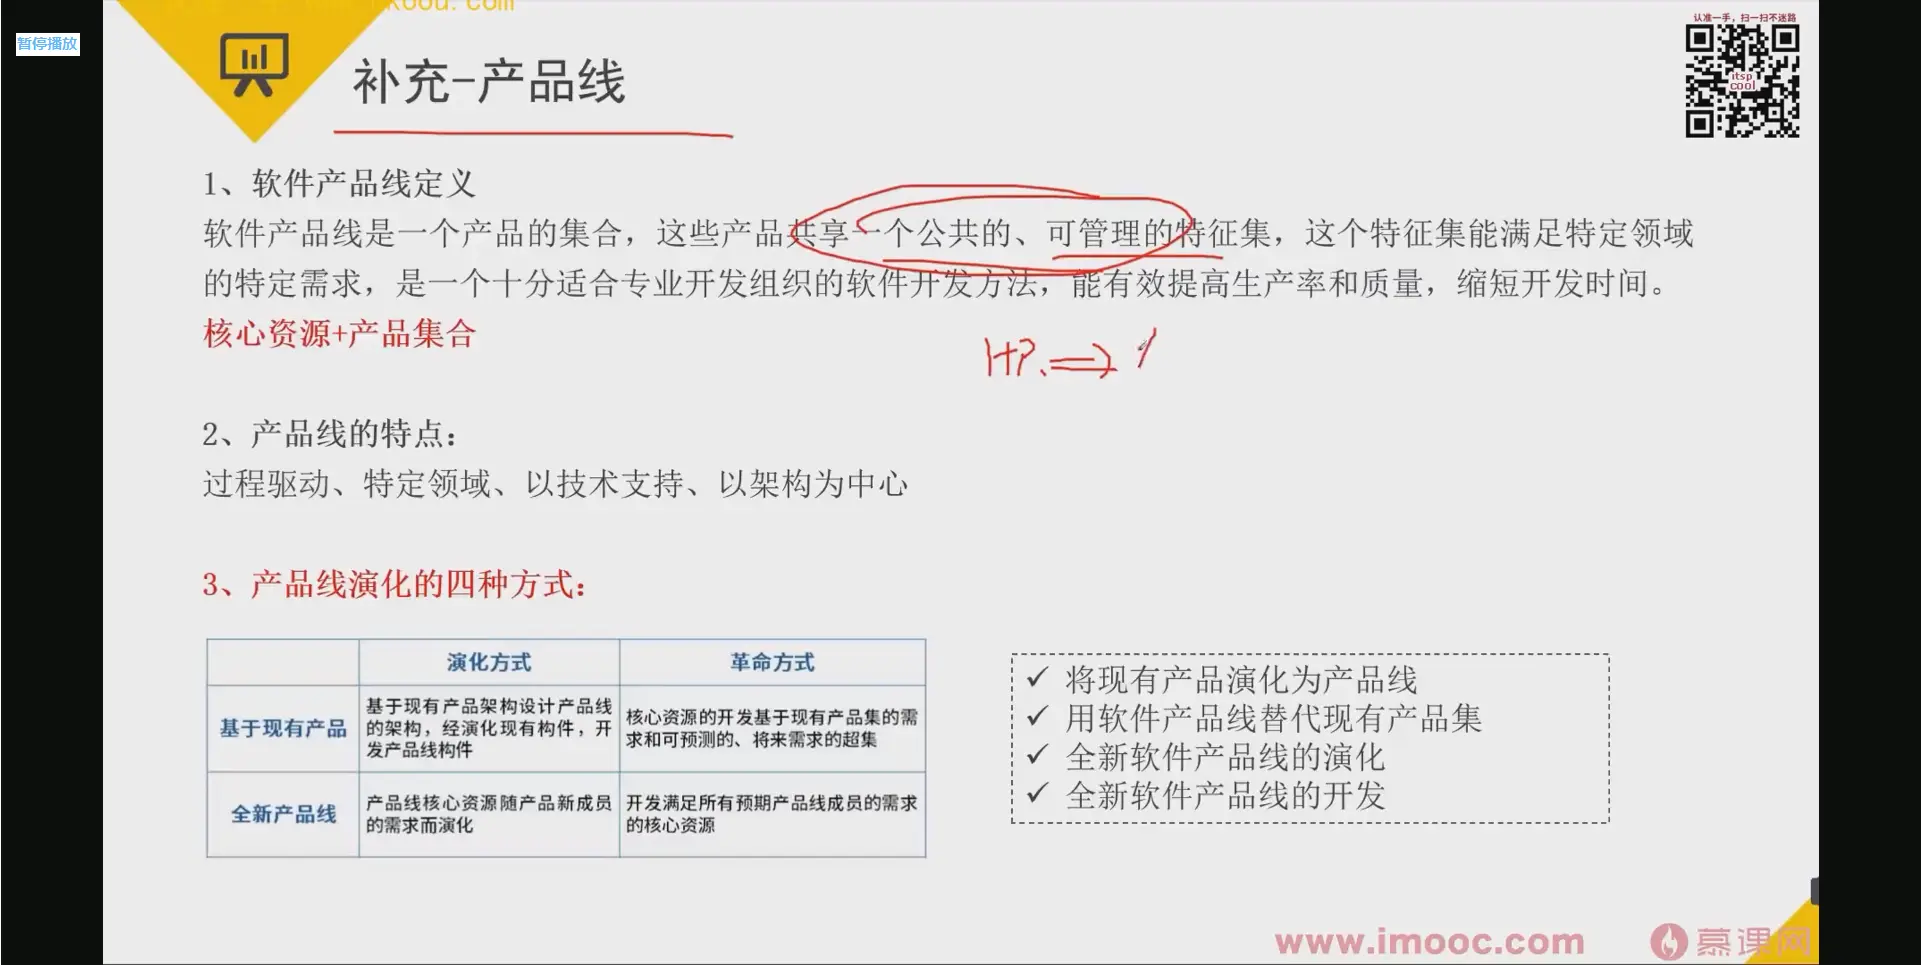 暂停播放
补充-产品线
认准一手，扫一扫不迷路
itsp
cool
1、软件产品线定义
软件产品线是一个产品的集合，这些产品共享一个公共的、可管理的特征集，这个特征集能满足特定领域
的特定需求，是一个十分适合专业开发组织的软件开发方法，能有效提高生产率和质量，缩短开发时间。
核心资源+产品集合
HP.
2、产品线的特点：
过程驱动、特定领域、以技术支持、以架构为中心
3、产品线演化的四种方式：
演化方式 革命方式
基于现有产品
基于现有产品架构设计产品线
的架构，经演化现有构件，开
发产品线构件
核心资源的开发基于现有产品集的需
求和可预测的、将来需求的超集
全新产品线
产品线核心资源随产品新成员
的需求而演化
开发满足所有预期产品线成员的需求
的核心资源
✓ 将现有产品演化为产品线
✓ 用软件产品线替代现有产品集
✓ 全新软件产品线的演化
✓ 全新软件产品线的开发
www.imooc.com
慕课网